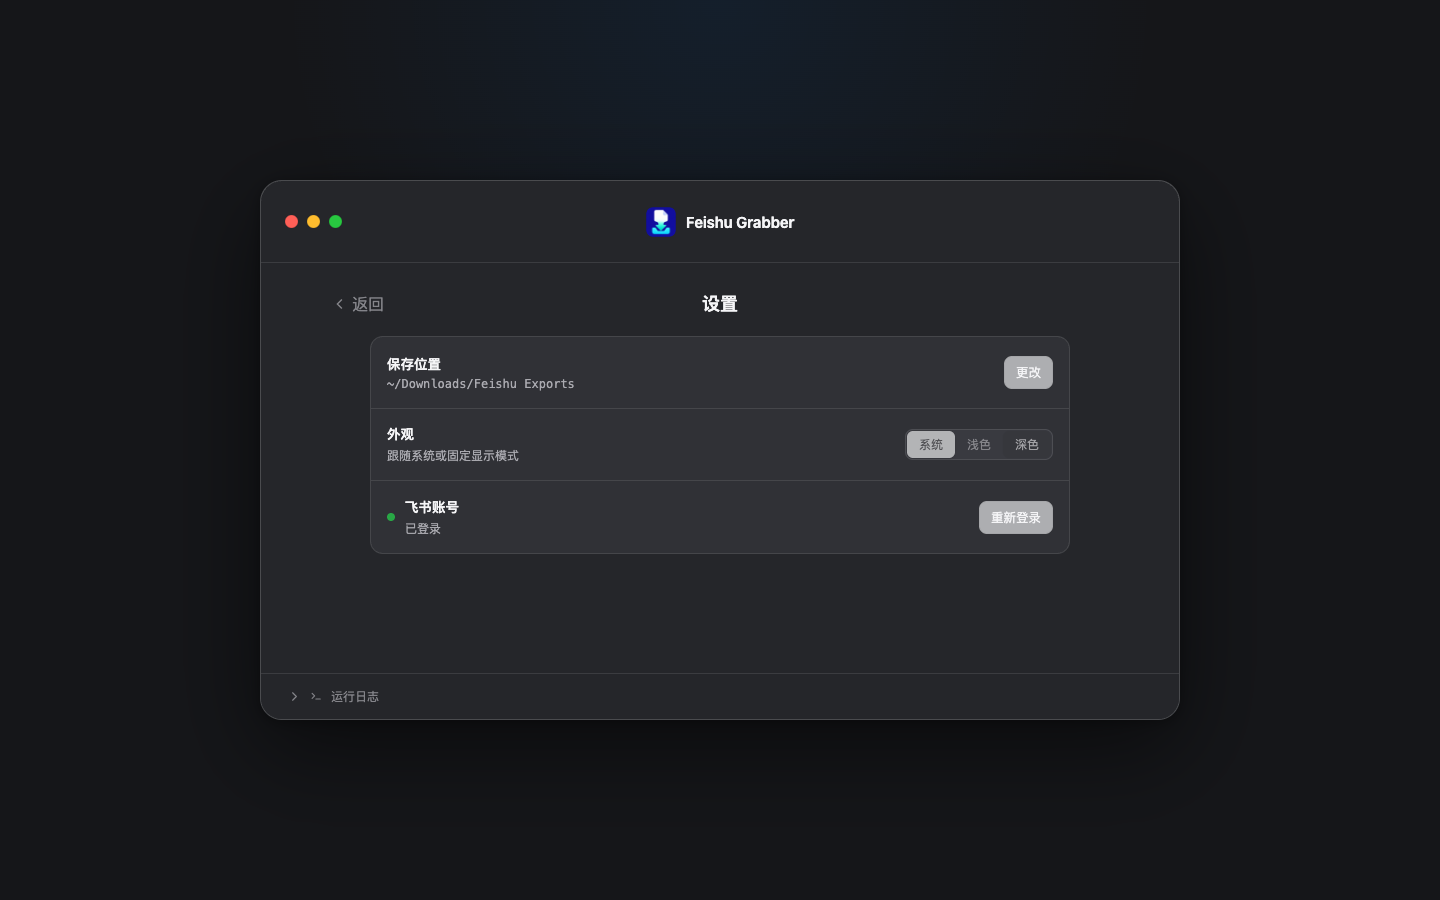 Feishu Grabber
返回
设置
保存位置
~/Downloads/Feishu Exports
更改
外观
跟随系统或固定显示模式
系统 浅色 深色
飞书账号
已登录
重新登录
运行日志